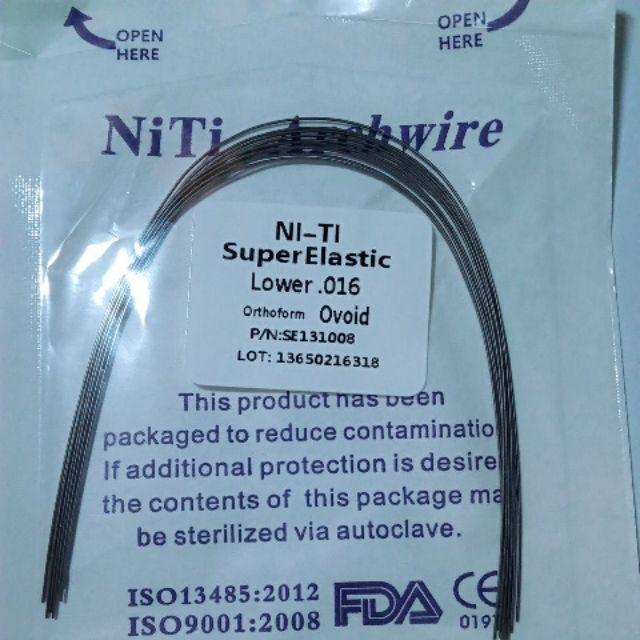 OPEN
HERE
OPEN
HERE
NiTi Archwire
NI-TI
SuperElastic
Lower .016
Orthoform Ovoid
P/N:SE131008
LOT: 13650216318
This product has been
packaged to reduce contaminatio
If additional protection is desire
the contents of this package ma
be sterilized via autoclave.
ISO13485:2012
ISO9001:2008
FDA
CE
0197